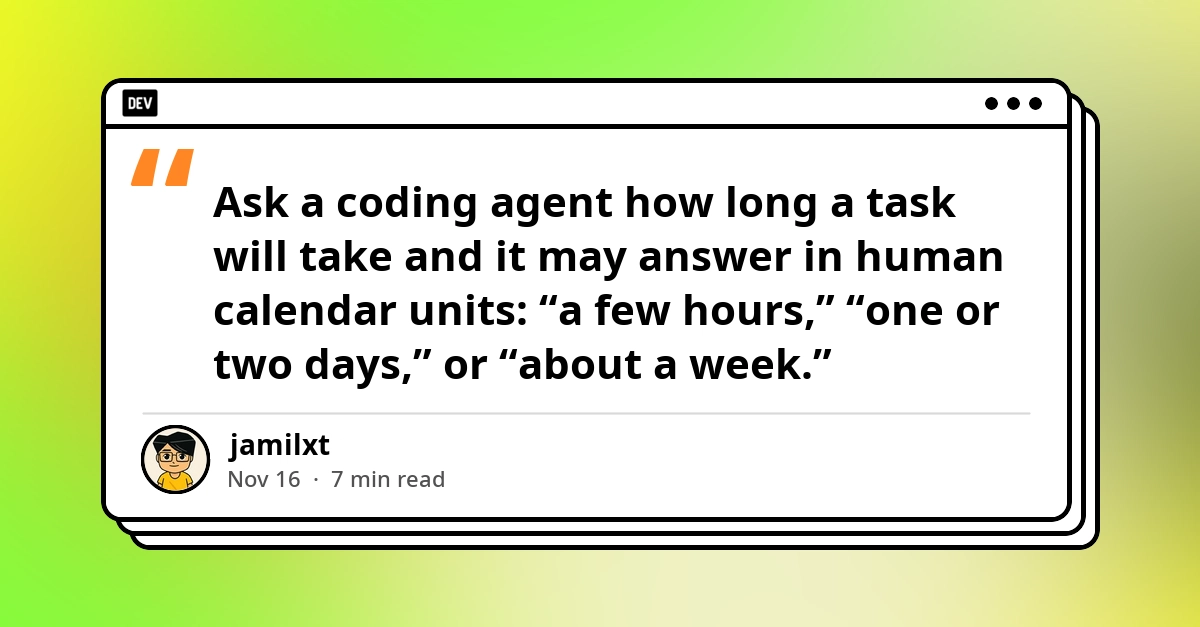 DEV
“
Ask a coding agent how long a task
will take and it may answer in human
calendar units: “a few hours,” “one or
two days,” or “about a week.”
jamilxt
Nov 16 · 7 min read